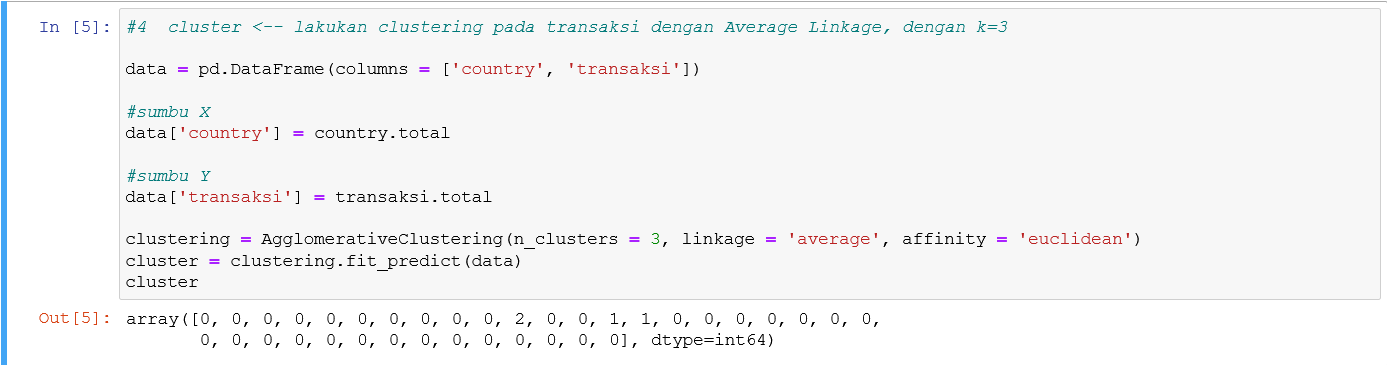 In [5]: #4  cluster <-- lakukan clustering pada transaksi dengan Average Linkage, dengan k=3
data = pd.DataFrame(columns = ['country', 'transaksi'])
#sumbu X
data['country'] = country.total
#sumbu Y
data['transaksi'] = transaksi.total
clustering = AgglomerativeClustering(n_clusters = 3, linkage = 'average', affinity = 'euclidean')
cluster = clustering.fit_predict(data)
cluster
Out[5]: array([0, 0, 0, 0, 0, 0, 0, 0, 0, 0, 2, 0, 0, 1, 1, 0, 0, 0, 0, 0, 0, 0,
0, 0, 0, 0, 0, 0, 0, 0, 0, 0, 0, 0, 0, 0], dtype=int64)